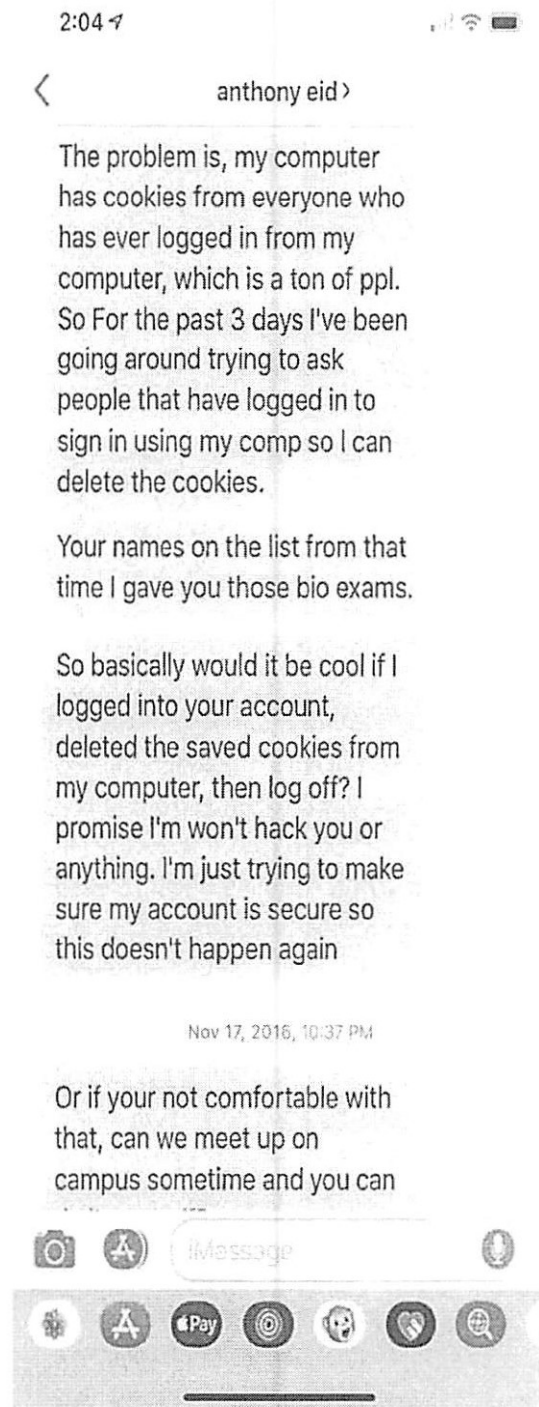 2:04
anthony eid >
The problem is, my computer
has cookies from everyone who
has ever logged in from my
computer, which is a ton of ppl.
So For the past 3 days I've been
going around trying to ask
people that have logged in to
sign in using my comp so I can
delete the cookies.
Your names on the list from that
time I gave you those bio exams.
So basically would it be cool if I
logged into your account,
deleted the saved cookies from
my computer, then log off? I
promise I'm won't hack you or
anything. I'm just trying to make
sure my account is secure so
this doesn't happen again
Nov 17, 2016, 10:37 PM
Or if your not comfortable with
that, can we meet up on
campus sometime and you can
iMessage
Pay